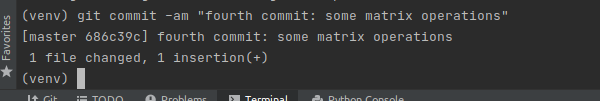 (venv) git commit -am "fourth commit: some matrix operations"
[master 686c39c] fourth commit: some matrix operations
1 file changed, 1 insertion(+)
(venv)
Favorites
Git TODO Problems Terminal Python Console